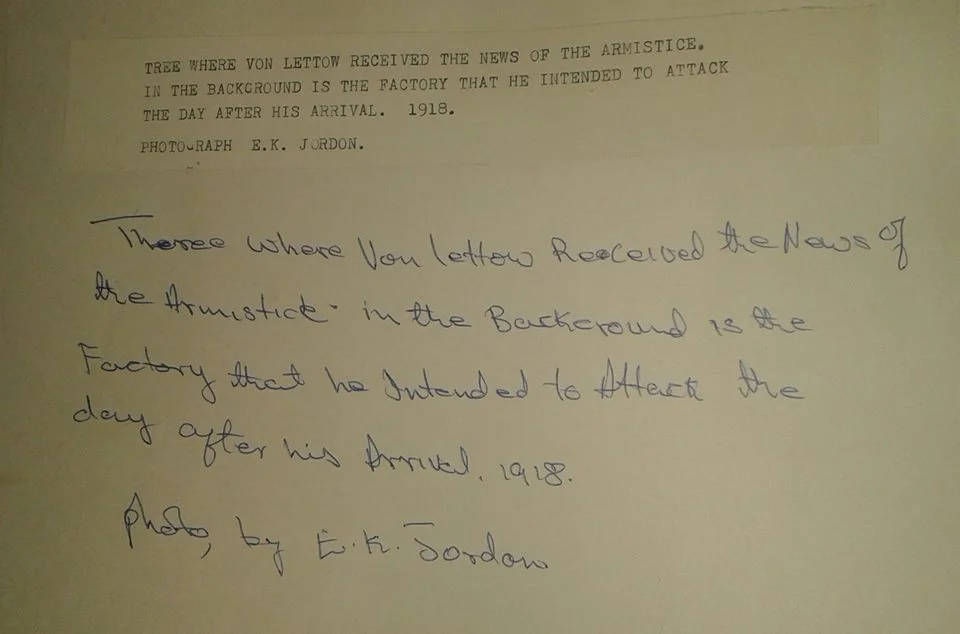 TREE WHERE VON LETTOW RECEIVED THE NEWS OF THE ARMISTICE.
IN THE BACKGROUND IS THE FACTORY THAT HE INTENDED TO ATTACK
THE DAY AFTER HIS ARRIVAL. 1918.
PHOTOGRAPH E.K. JORDON.
Theree where Von lettow Receceived the News of
the Armistick. in the Backcround is the
Factory that he Intended to Attack the
day after his Arrival. 1918.
photo, by E.K. Jordon